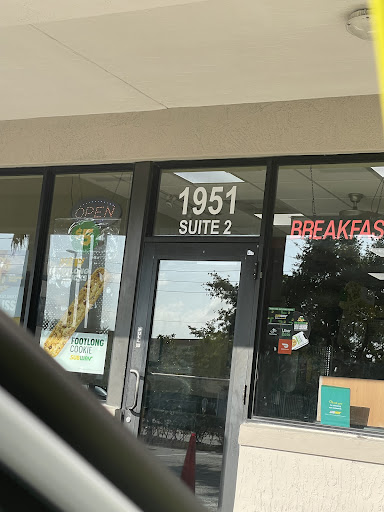 OPEN
1951
SUITE 2
BREAKFAS
FOOTLONG
COOKIE
SUBWAY